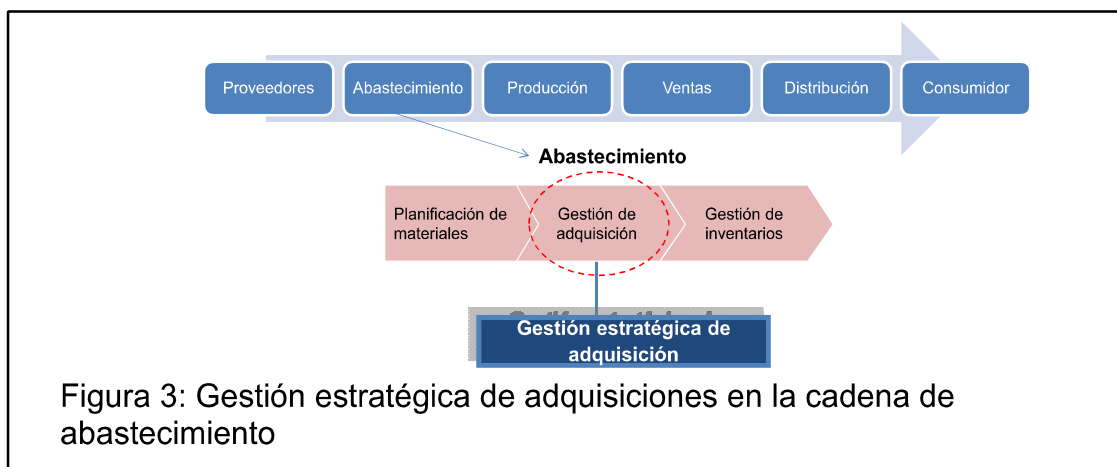 Proveedores
Abastecimiento
Producción
Ventas
Distribución
Consumidor
Abastecimiento
Planificación de
materiales
Gestión de
adquisición
Gestión de
inventarios
Gestión estratégica de
adquisición
Figura 3: Gestión estratégica de adquisiciones en la cadena de
abastecimiento